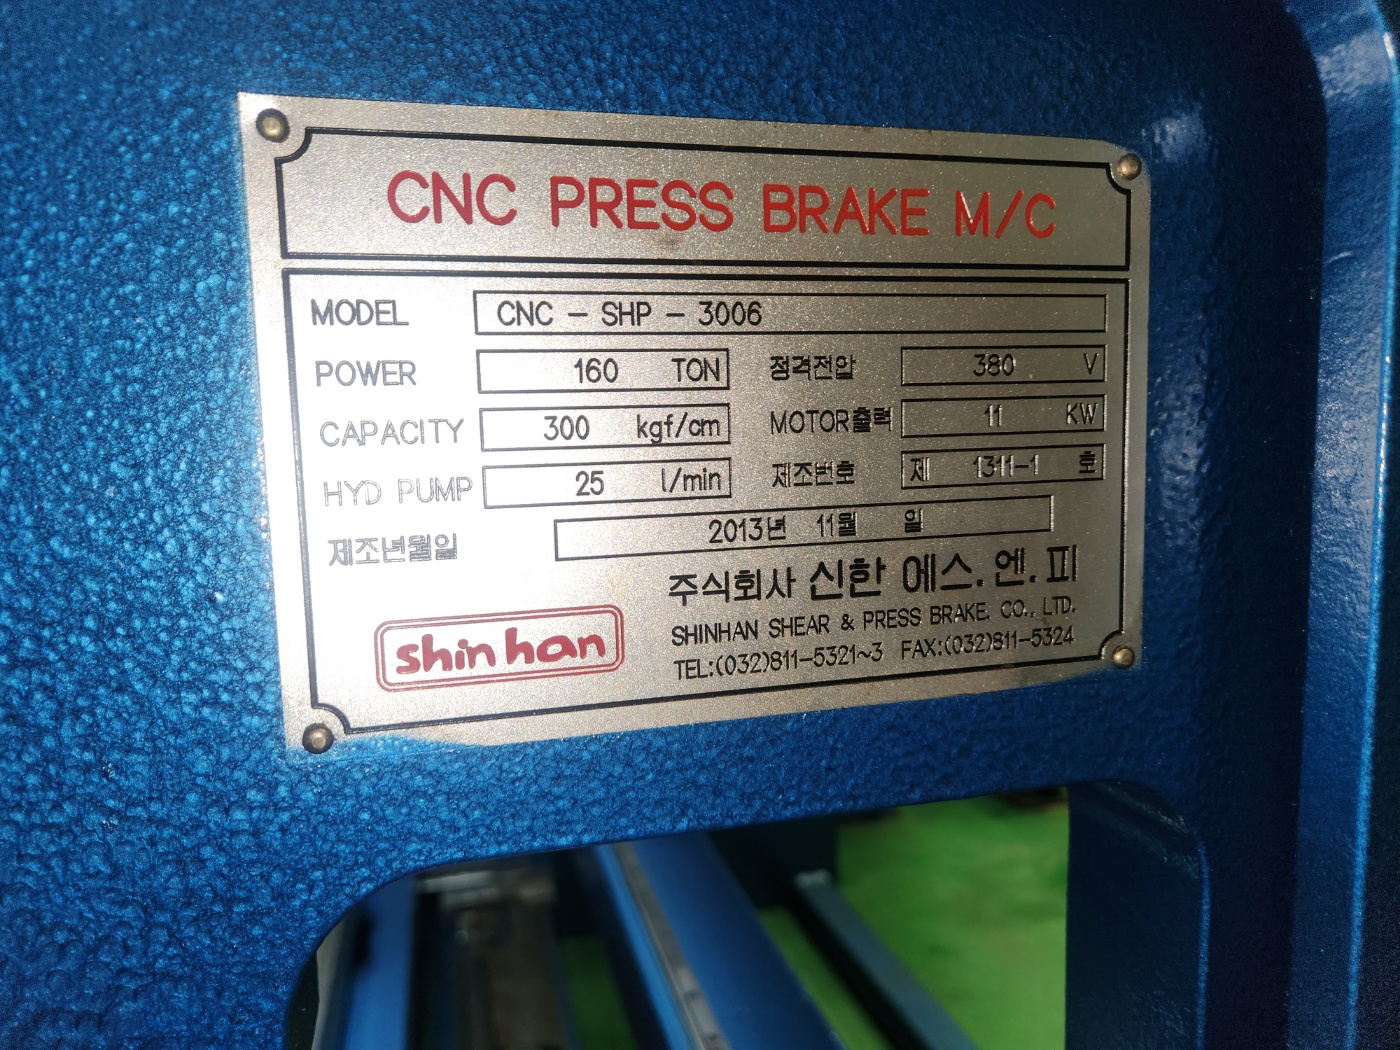 CNC PRESS BRAKE M/C
MODEL CNC - SHP - 3006
POWER 160 TON 정격전압 380 V
CAPACITY 300 kgf/cm MOTOR출력 11 KW
HYD PUMP 25 l/min 제조번호 제 1311-1 호
제조년월일 2013년 11월 일
주식회사 신한 에스.엔.피
shinhan SHINHAN SHEAR & PRESS BRAKE. CO., LTD.
TEL:(032)811-5321~3 FAX:(032)811-5324